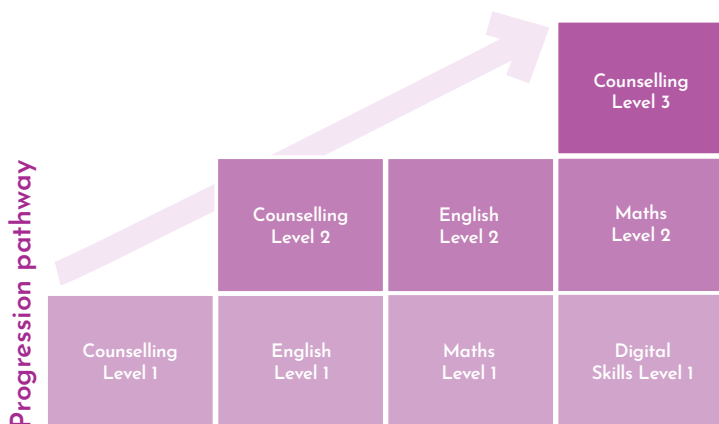 Progression pathway
Counselling
Level 3
Counselling
Level 2
English
Level 2
Maths
Level 2
Counselling
Level 1
English
Level 1
Maths
Level 1
Digital
Skills Level 1